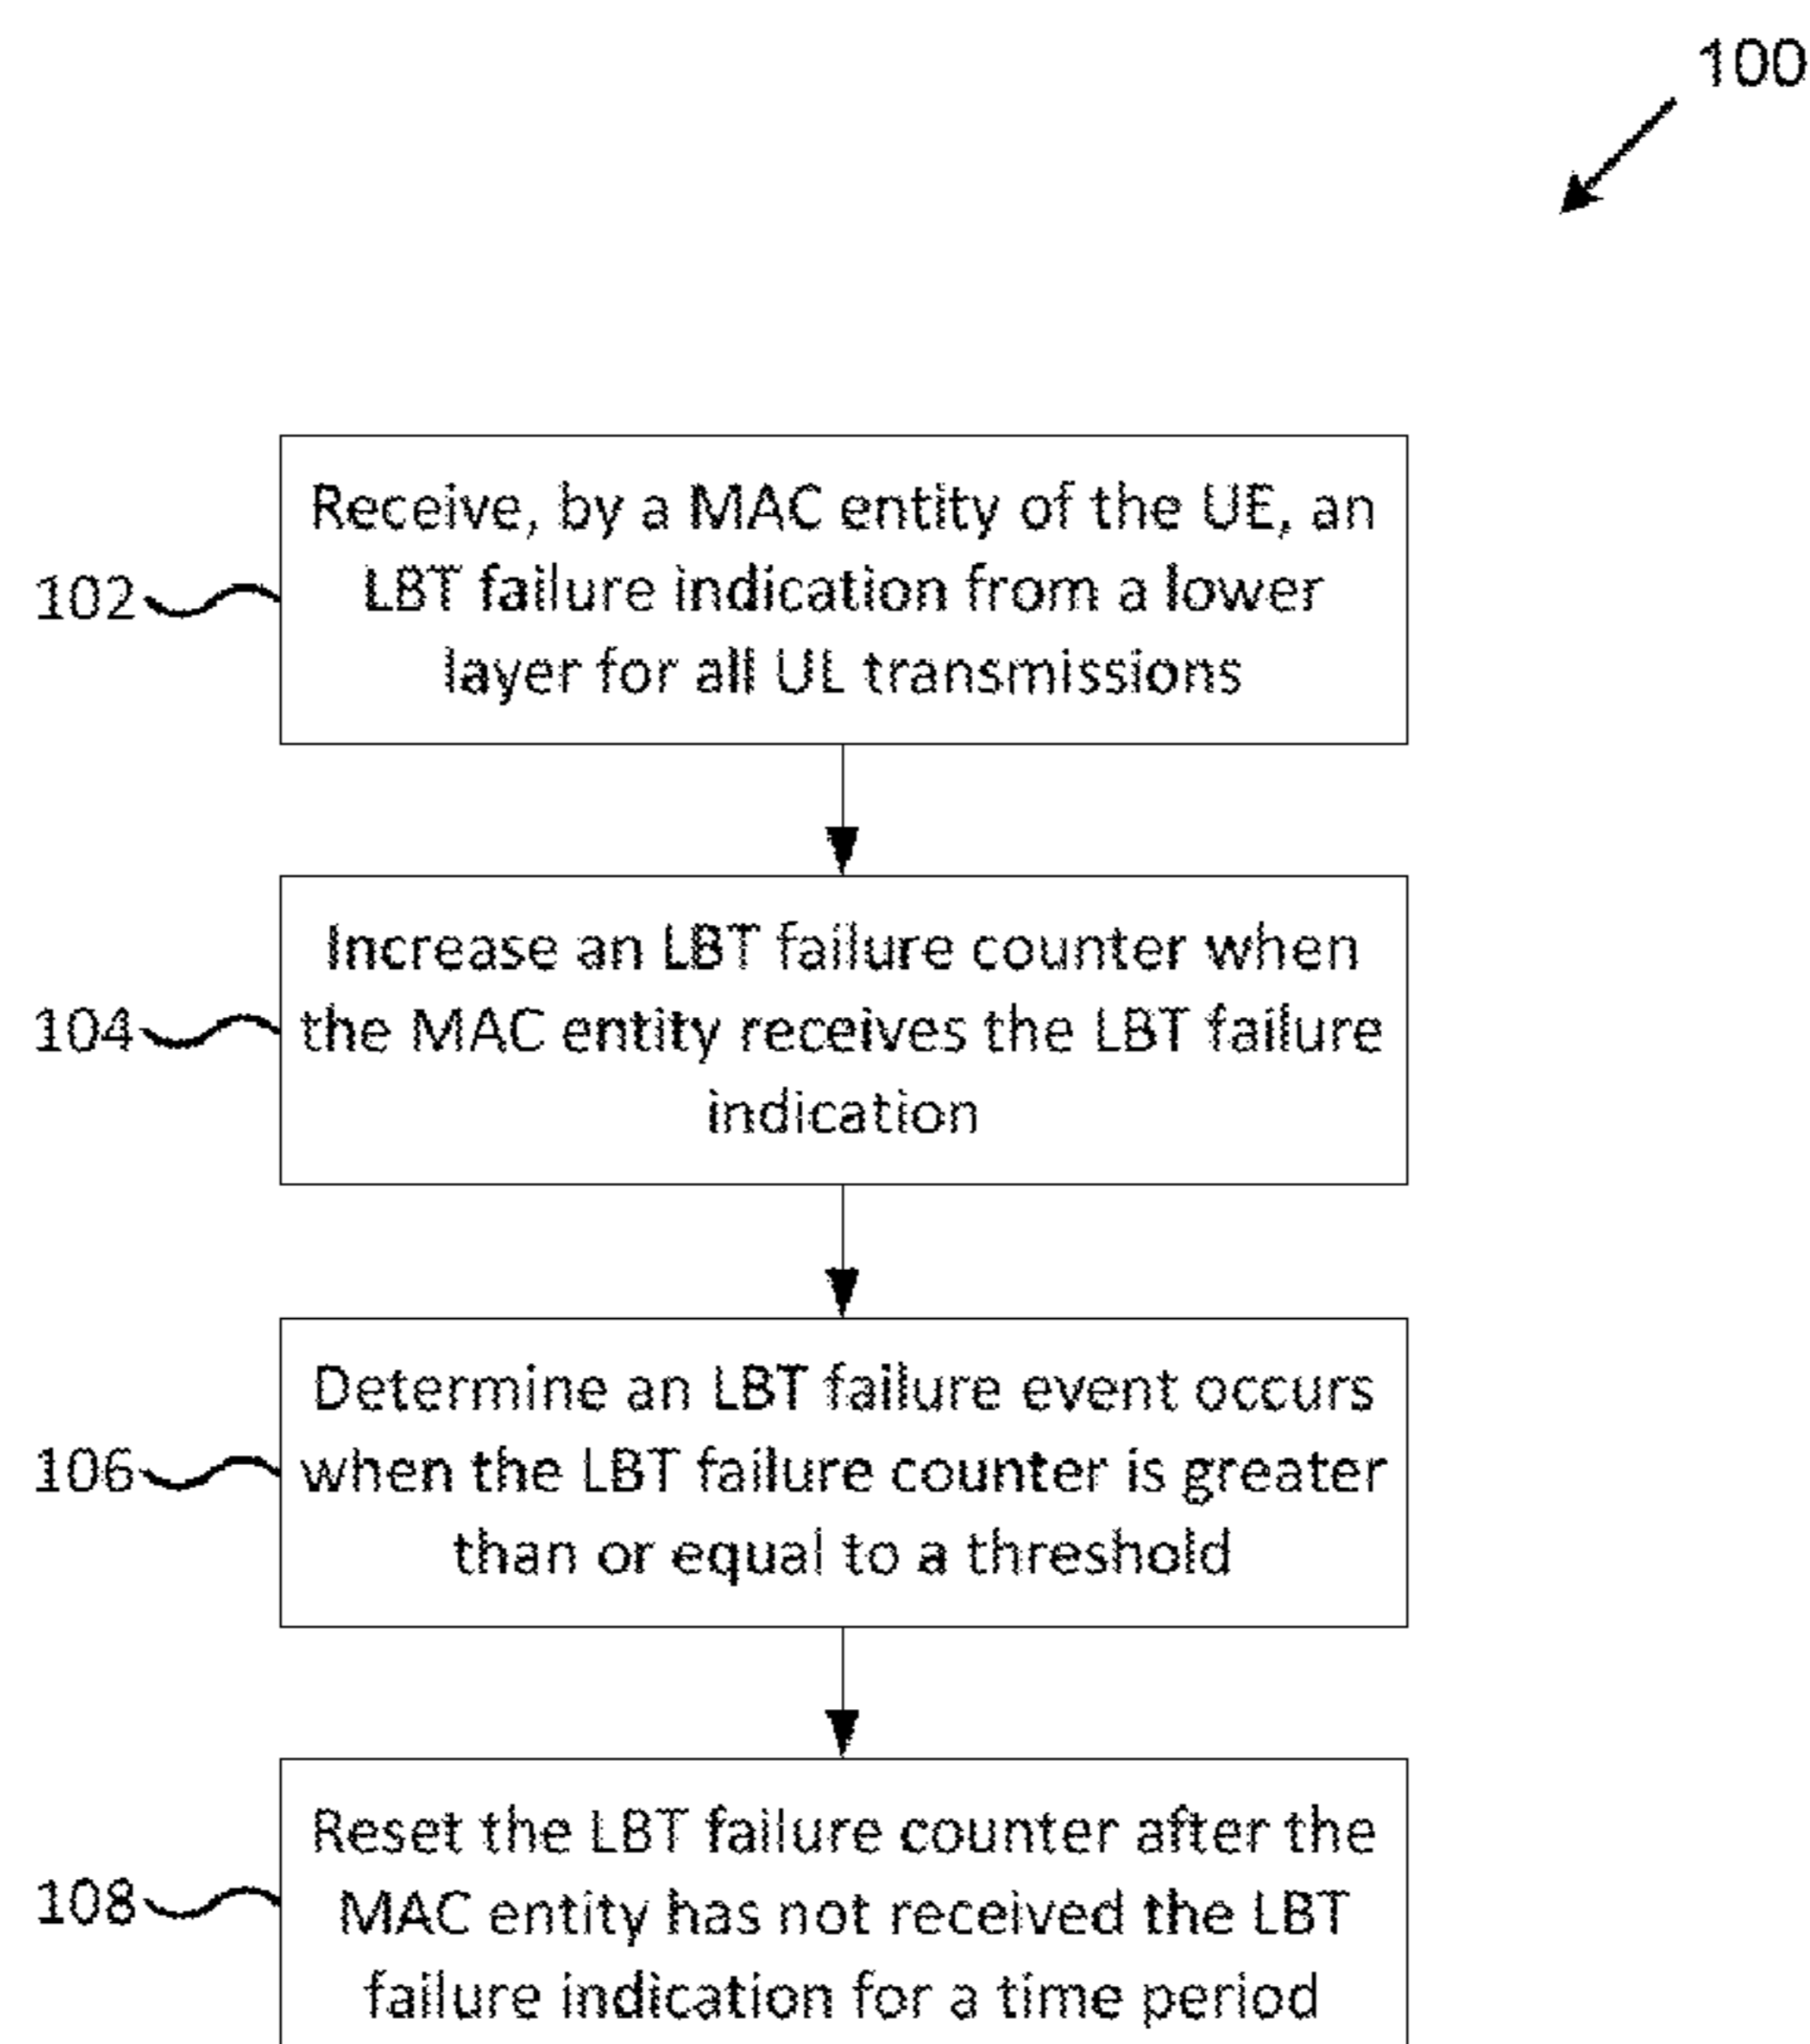 100
Receive, by a MAC entity of the UE, an
LBT failure indication from a lower
layer for all UL transmissions
102
Increase an LBT failure counter when
the MAC entity receives the LBT failure
indication
104
Determine an LBT failure event occurs
when the LBT failure counter is greater
than or equal to a threshold
106
Reset the LBT failure counter after the
MAC entity has not received the LBT
failure indication for a time period
108